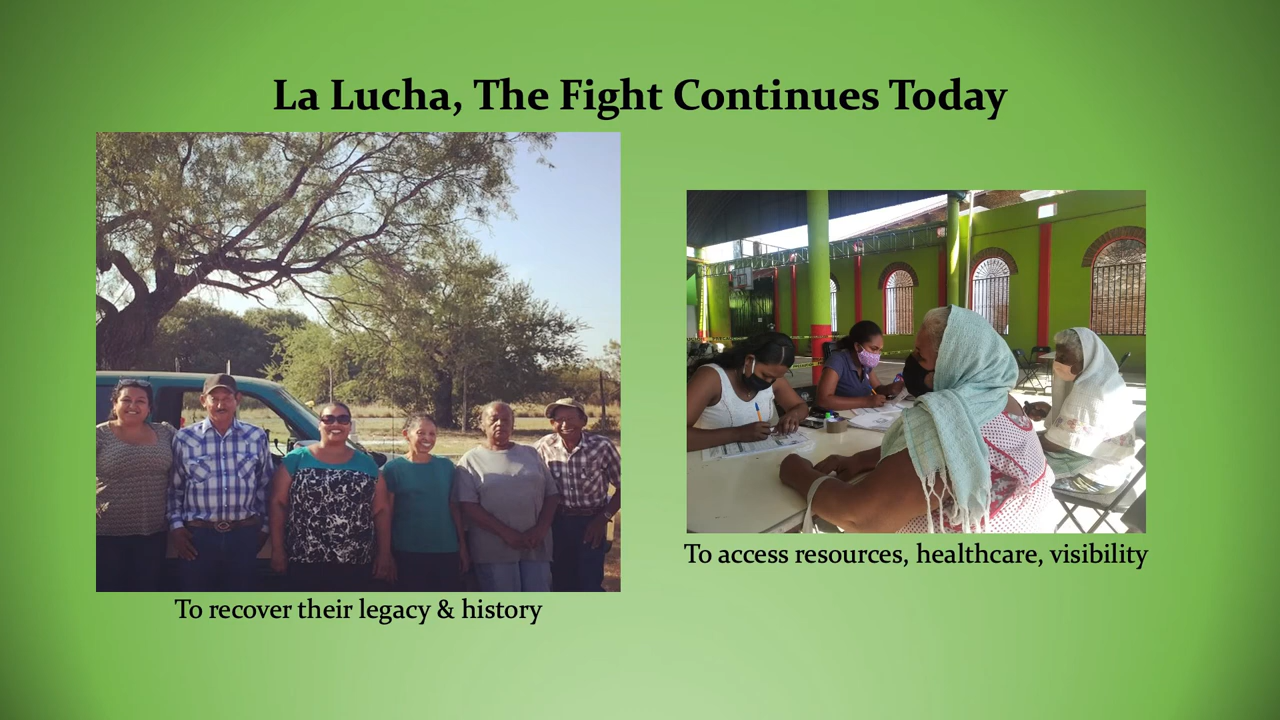 La Lucha, The Fight Continues Today
To recover their legacy & history
To access resources, healthcare, visibility